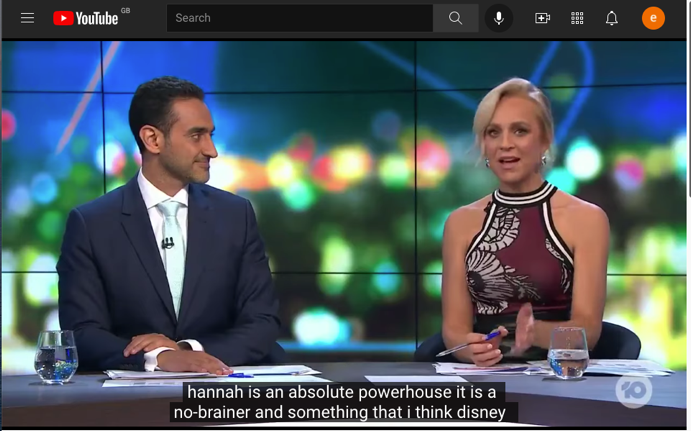 YouTube GB
Search
e
10
hannah is an absolute powerhouse it is a
no-brainer and something that i think disney